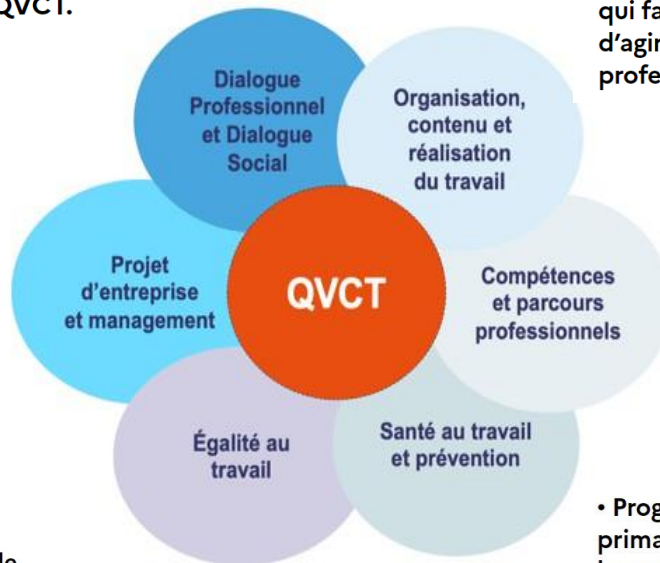 QVCT.
qui fa
d'agir
profe
Dialogue
Professionnel
et Dialogue
Social
Organisation,
contenu et
réalisation
du travail
Projet
d'entreprise
et management
QVCT
Compétences
et parcours
professionnels
Égalité au
travail
Santé au travail
et prévention
• Prog
prima